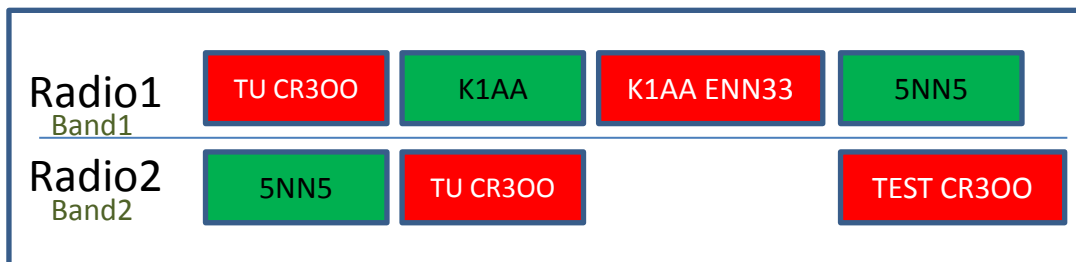 Radio1 TU CR3OO K1AA K1AA ENN33 5NN5
Band1
Radio2 5NN5 TU CR3OO TEST CR3OO
Band2